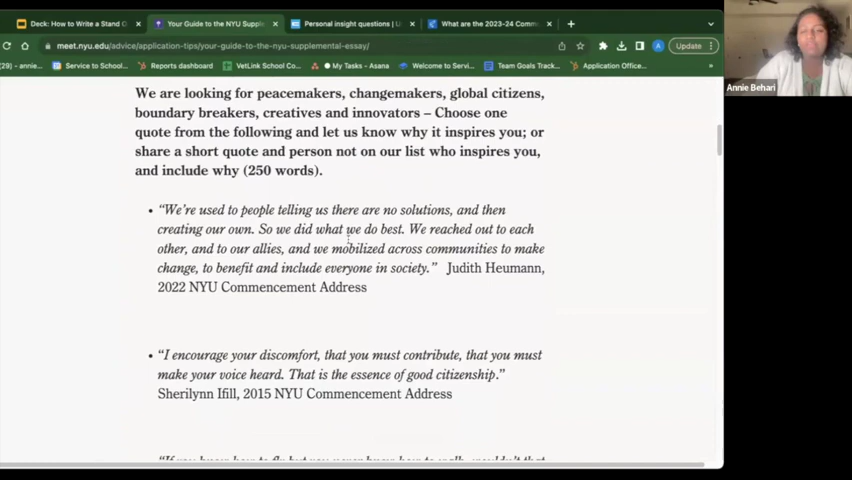 Deck: How to Write a Stand O
Your Guide to the NYU Supple
Personal insight questions | U
What are the 2023-24 Comm
meet.nyu.edu/advice/application-tips/your-guide-to-the-nyu-supplemental-essay/
Update
(29) - annie...
Service to School...
Reports dashboard
VetLink School Co...
My Tasks - Asana
Welcome to Servi...
Team Goals Track...
Application Office...
Annie Behari
We are looking for peacemakers, changemakers, global citizens,
boundary breakers, creatives and innovators – Choose one
quote from the following and let us know why it inspires you; or
share a short quote and person not on our list who inspires you,
and include why (250 words).
• “We’re used to people telling us there are no solutions, and then
creating our own. So we did what we do best. We reached out to each
other, and to our allies, and we mobilized across communities to make
change, to benefit and include everyone in society.” Judith Heumann,
2022 NYU Commencement Address
• “I encourage your discomfort, that you must contribute, that you must
make your voice heard. That is the essence of good citizenship.”
Sherilynn Ifill, 2015 NYU Commencement Address